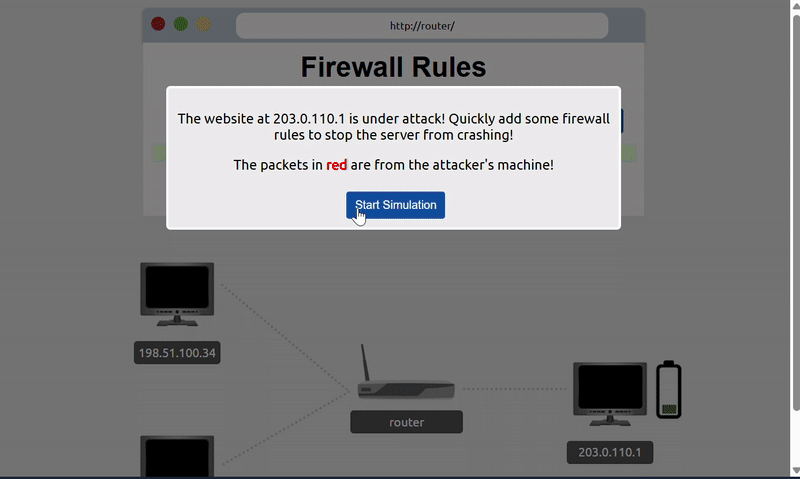 http://router/
Firewall Rules
The website at 203.0.110.1 is under attack! Quickly add some firewall
rules to stop the server from crashing!
The packets in red are from the attacker's machine!
Start Simulation
198.51.100.34
router
203.0.110.1